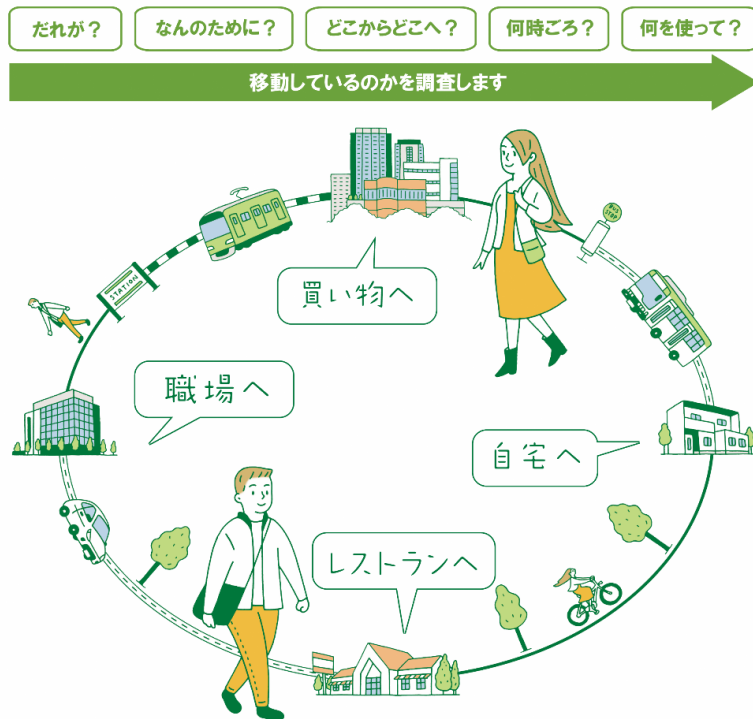 だれが？
なんのために？
どこからどこへ？
何時ごろ？
何を使って？
移動しているのかを調査します
BUS STOP
STATION
買い物へ
職場へ
自宅へ
レストランへ